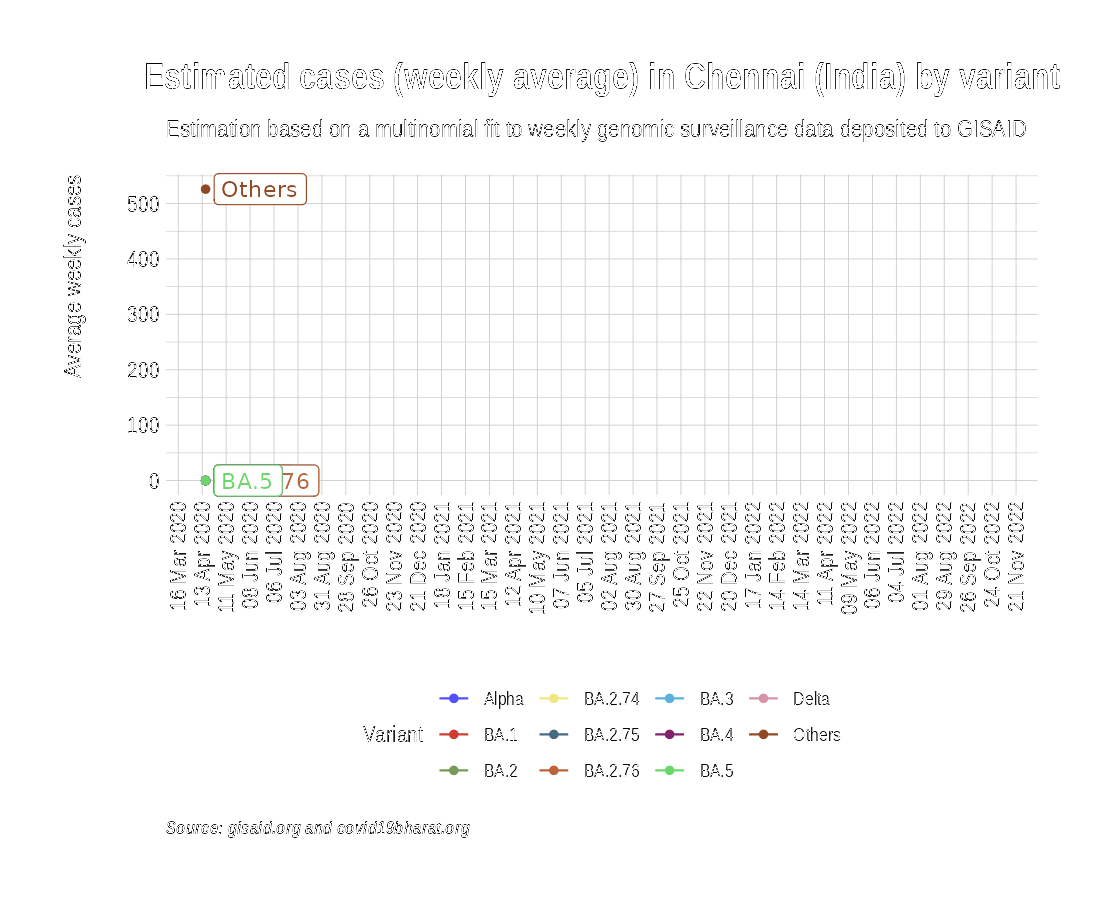 Estimated cases (weekly average) in Chennai (India) by variant
Estimation based on a multinomial fit to weekly genomic surveillance data deposited to GISAID
Average weekly cases
500
400
300
200
100
0
Others
BA.5
76
16 Mar 2020
13 Apr 2020
11 May 2020
08 Jun 2020
06 Jul 2020
03 Aug 2020
31 Aug 2020
28 Sep 2020
26 Oct 2020
23 Nov 2020
21 Dec 2020
18 Jan 2021
15 Feb 2021
15 Mar 2021
12 Apr 2021
10 May 2021
07 Jun 2021
05 Jul 2021
02 Aug 2021
30 Aug 2021
27 Sep 2021
25 Oct 2021
22 Nov 2021
20 Dec 2021
17 Jan 2022
14 Feb 2022
14 Mar 2022
11 Apr 2022
09 May 2022
06 Jun 2022
04 Jul 2022
01 Aug 2022
29 Aug 2022
26 Sep 2022
24 Oct 2022
21 Nov 2022
Variant
Alpha
BA.1
BA.2
BA.2.74
BA.2.75
BA.2.76
BA.3
BA.4
BA.5
Delta
Others
Source: gisaid.org and covid19bharat.org